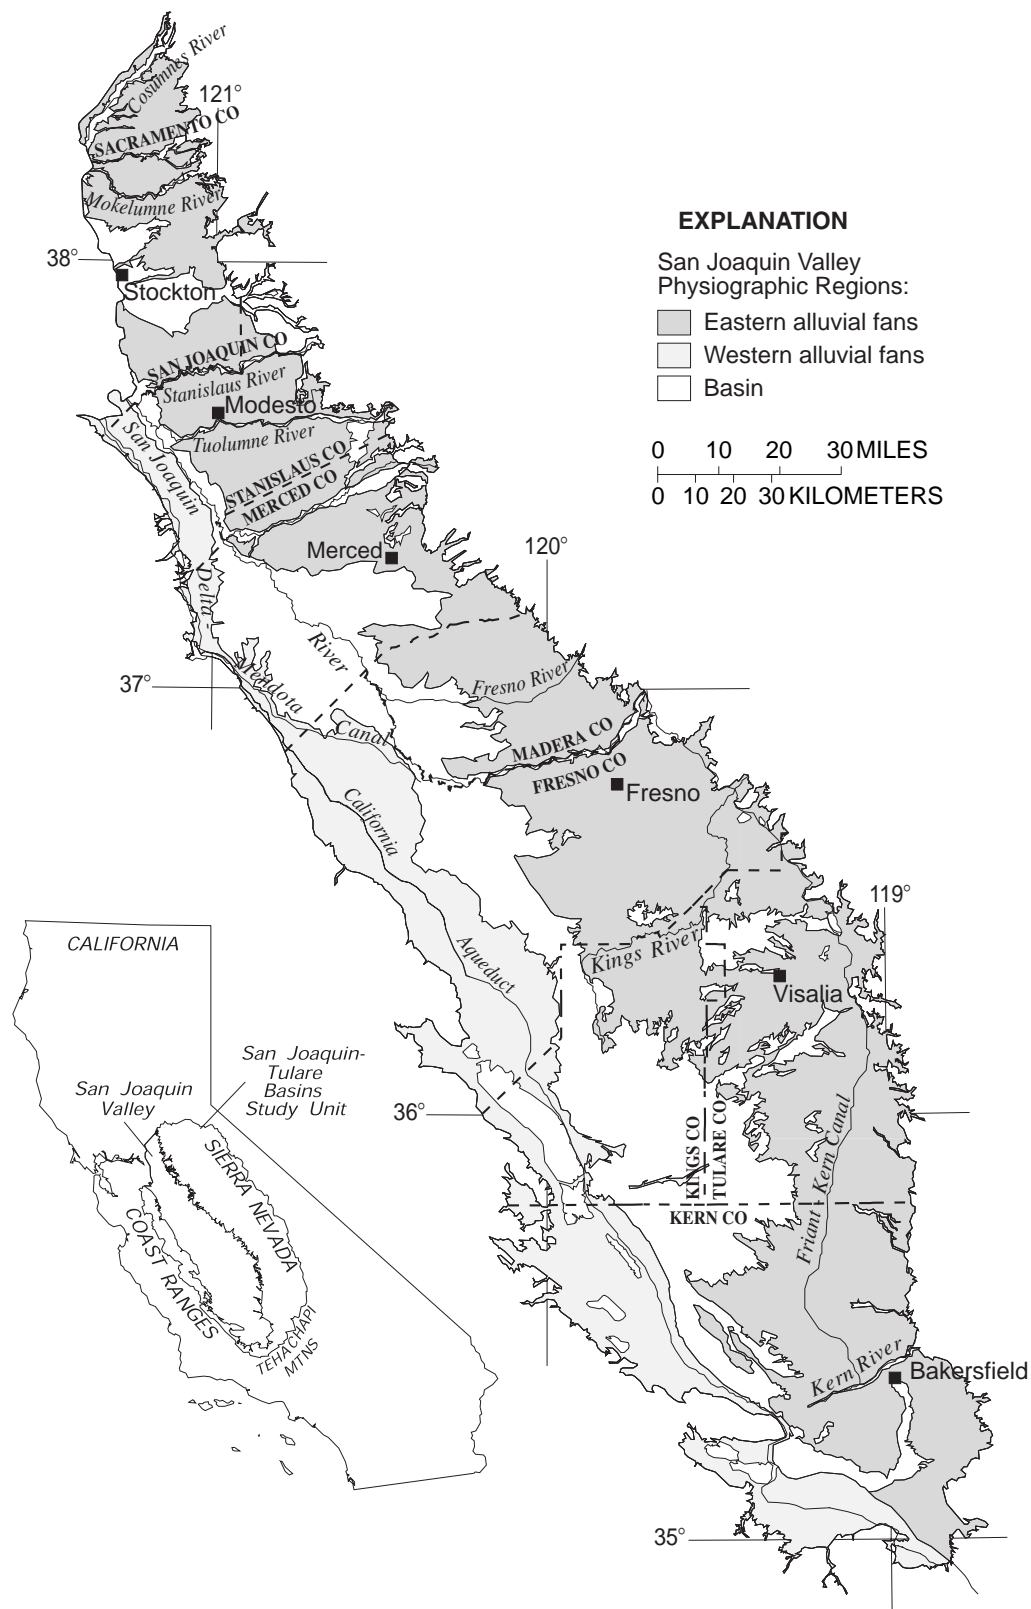 Cosumnes River
121°
SACRAMENTO CO
Mokelumne River
38°
Stockton
SAN JOAQUIN CO
Stanislaus River
Modesto
Tuolumne River
STANISLAUS CO
MERCED CO
Merced
San Joaquin
River
Delta
Mendota
Canal
120°
37°
Fresno River
MADERA CO
FRESNO CO
Fresno
California
Aqueduct
119°
Kings River
Visalia
36°
KINGS CO
TULARE CO
KERN CO
Friant - Kern Canal
Kern River
Bakersfield
35°
EXPLANATION
San Joaquin Valley
Physiographic Regions:
Eastern alluvial fans
Western alluvial fans
Basin
0 10 20 30 MILES
0 10 20 30 KILOMETERS
CALIFORNIA
San Joaquin-
Tulare
Basins
Study Unit
San Joaquin
Valley
SIERRA NEVADA
COAST RANGES
TEHACHAPI
MTNS